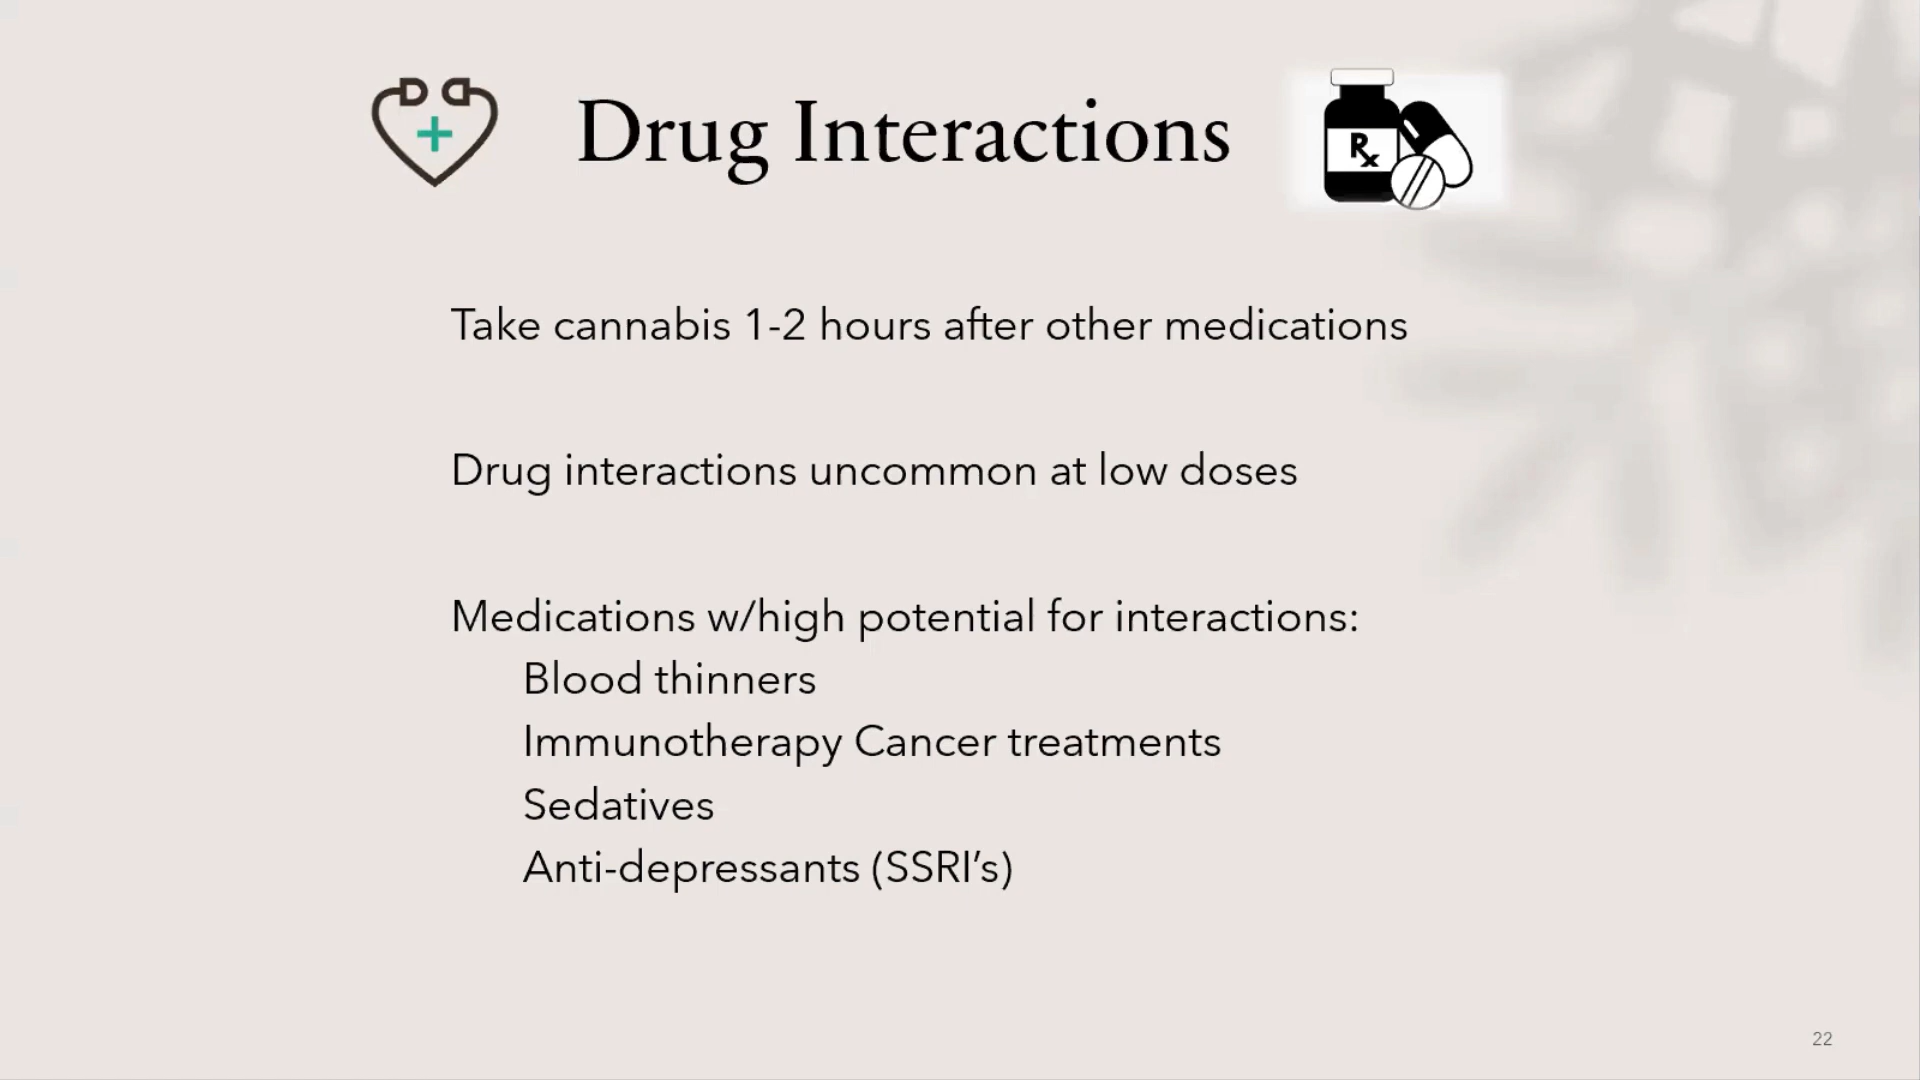 Drug Interactions
Rx
Take cannabis 1-2 hours after other medications
Drug interactions uncommon at low doses
Medications w/high potential for interactions:
Blood thinners
Immunotherapy Cancer treatments
Sedatives
Anti-depressants (SSRI’s)
22